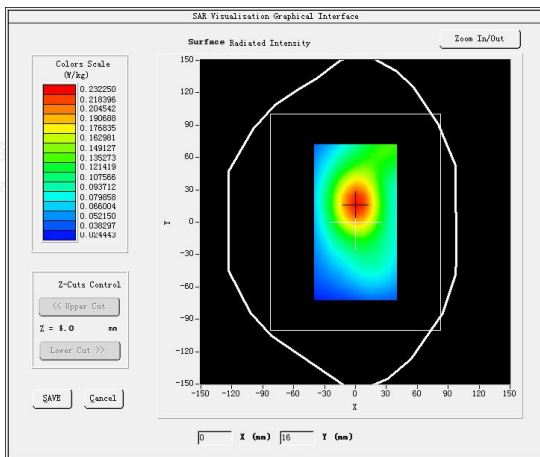 SAR Visualisation Graphical Interface
Surface Radiated Intensity
Zoom In/Out
Colors Scale
(W/kg)
0.232250
0.218396
0.204542
0.190688
0.176835
0.162981
0.149127
0.135273
0.121419
0.107566
0.093712
0.079858
0.066004
0.052150
0.038297
0.024443
Z-Cuts Control
<< Upper Cut
Z = 4.0 mm
Lower Cut >>
SAVE
Cancel
150
120
90
60
30
0
-30
-60
-90
-120
-150
Y
-150 -120 -90 -60 -30 0 30 60 90 120 150
X
0 X (mm) 16 Y (mm)